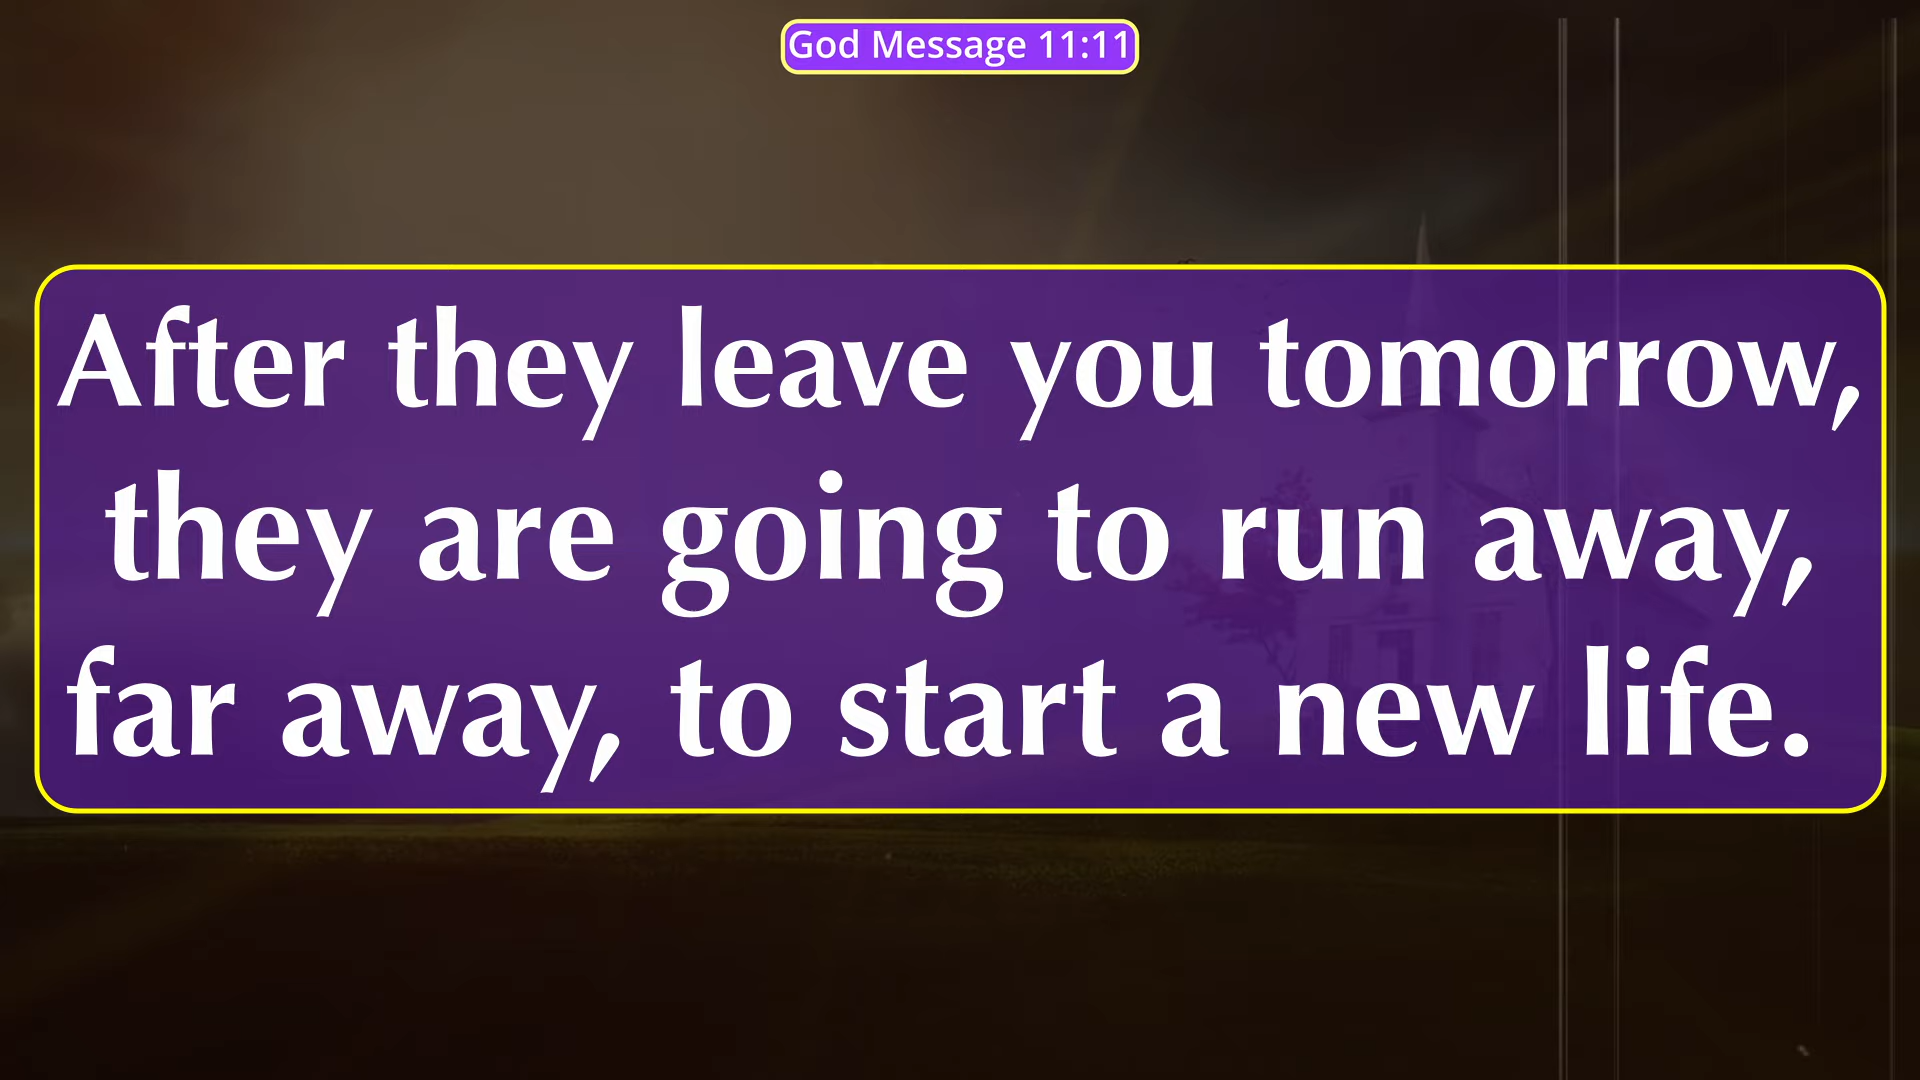 God Message 11:11
After they leave you tomorrow,
they are going to run away,
far away, to start a new life.